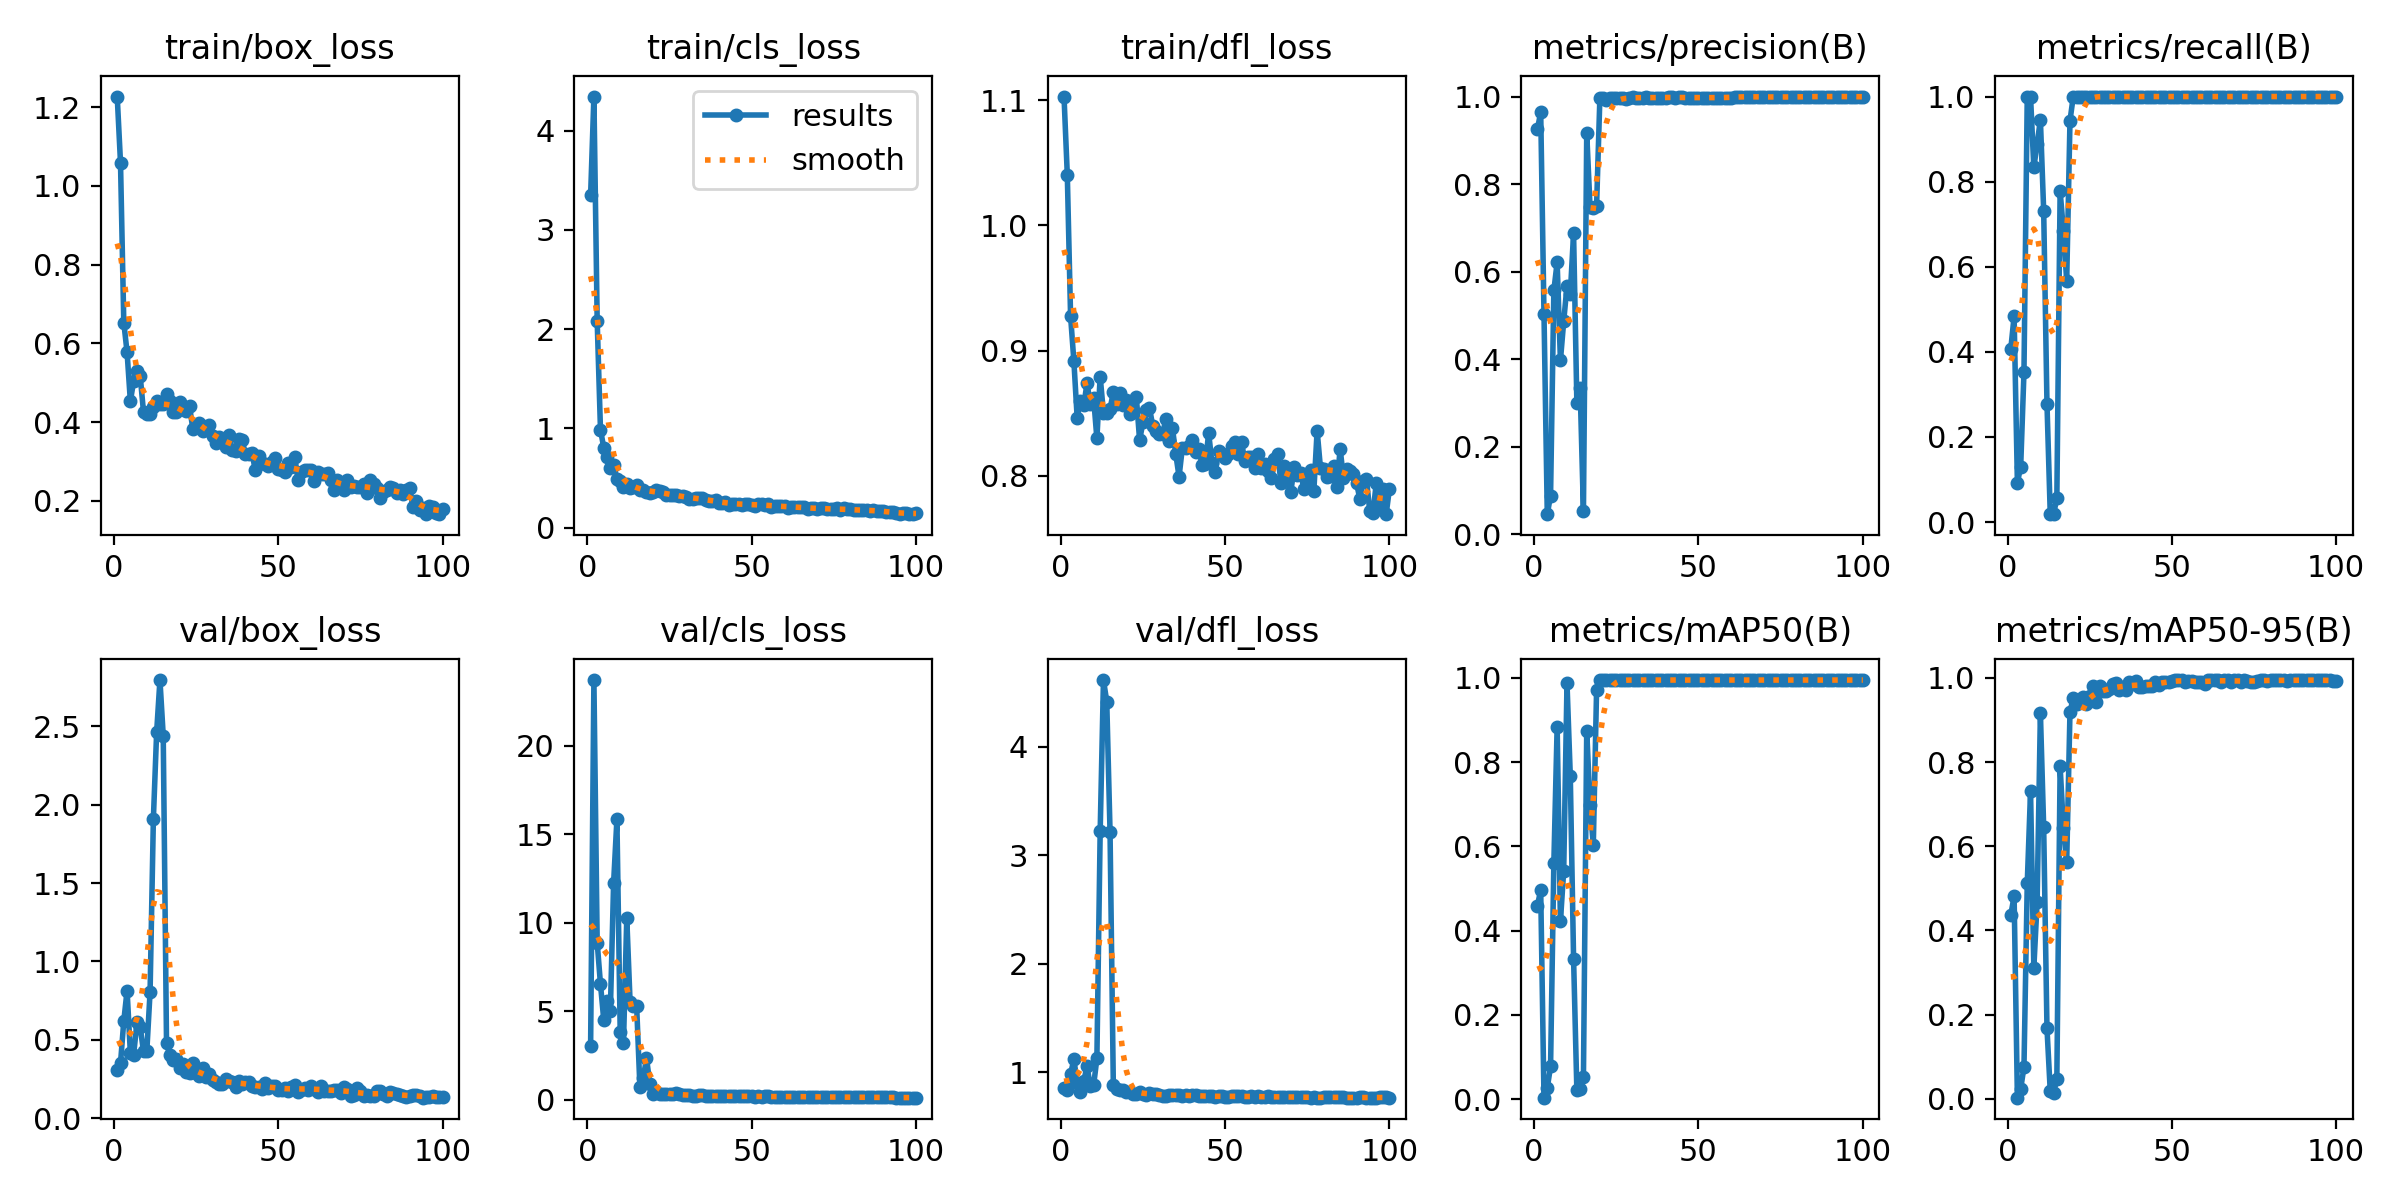 train/box_loss
1.2
1.0
0.8
0.6
0.4
0.2
0 50 100
train/cls_loss
results
smooth
4
3
2
1
0
0 50 100
train/dfl_loss
1.1
1.0
0.9
0.8
0 50 100
metrics/precision(B)
1.0
0.8
0.6
0.4
0.2
0.0
0 50 100
metrics/recall(B)
1.0
0.8
0.6
0.4
0.2
0.0
0 50 100
val/box_loss
2.5
2.0
1.5
1.0
0.5
0.0
0 50 100
val/cls_loss
20
15
10
5
0
0 50 100
val/dfl_loss
4
3
2
1
0 50 100
metrics/mAP50(B)
1.0
0.8
0.6
0.4
0.2
0.0
0 50 100
metrics/mAP50-95(B)
1.0
0.8
0.6
0.4
0.2
0.0
0 50 100